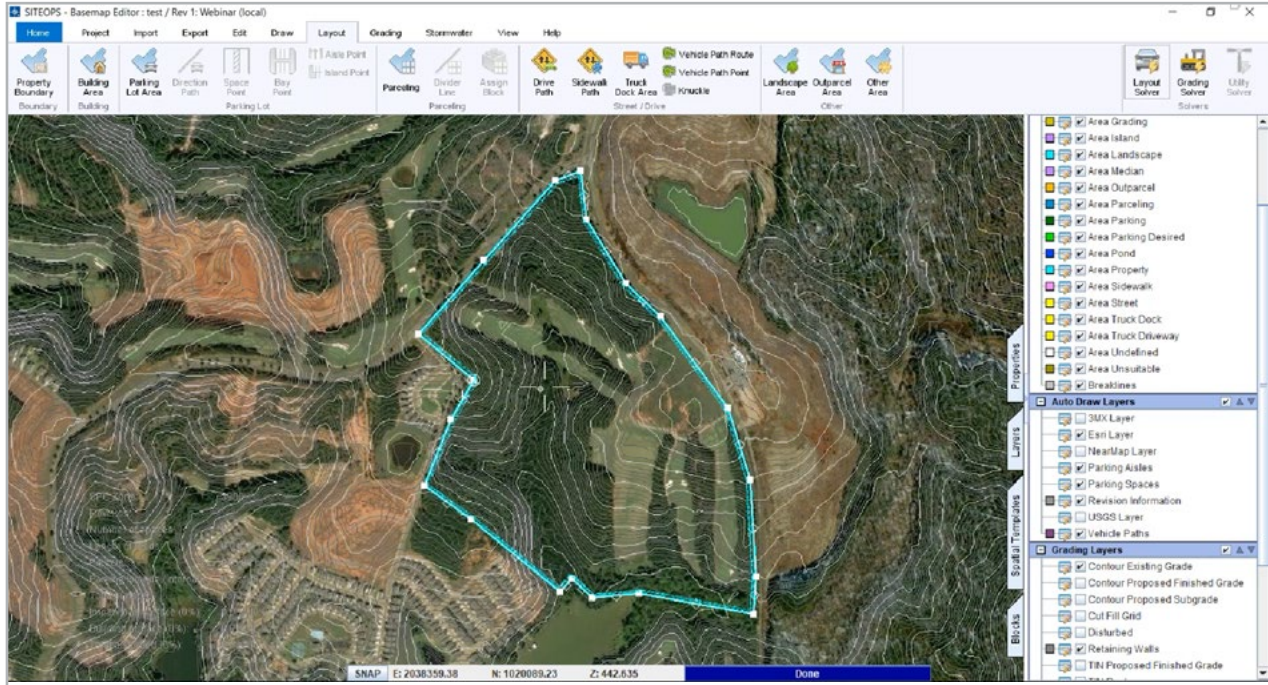 SITEOPS - Basemap Editor : test / Rev 1: Webinar (local)
Home Project Import Export Edit Draw Layout Grading Stormwater View Help
Property Boundary
Building Area
Parking Lot Area
Direction Path
Space Point
Bay Point
Aisle Point
Island Point
Parceling
Divider Line
Assign Block
Drive Path
Sidewalk Path
Truck Dock Area
Vehicle Path Route
Vehicle Path Point
Knuckle
Landscape Area
Outparcel Area
Other Area
Layout Solver
Grading Solver
Utility Solver
Boundary Building Parking Lot Parceling Street / Drive Other Solvers
Area Grading
Area Island
Area Landscape
Area Median
Area Outparcel
Area Parceling
Area Parking
Area Parking Desired
Area Pond
Area Property
Area Sidewalk
Area Street
Area Truck Dock
Area Truck Driveway
Area Undefined
Area Unsuitable
Breaklines
Auto Draw Layers
3MX Layer
Esri Layer
NearMap Layer
Parking Aisles
Parking Spaces
Revision Information
USGS Layer
Vehicle Paths
Grading Layers
Contour Existing Grade
Contour Proposed Finished Grade
Contour Proposed Subgrade
Cut Fill Grid
Disturbed
Retaining Walls
TIN Proposed Finished Grade
Properties
Layers
Spatial Templates
Blocks
SNAP E: 2038359.38 N: 1020089.23 Z: 442.635 Done